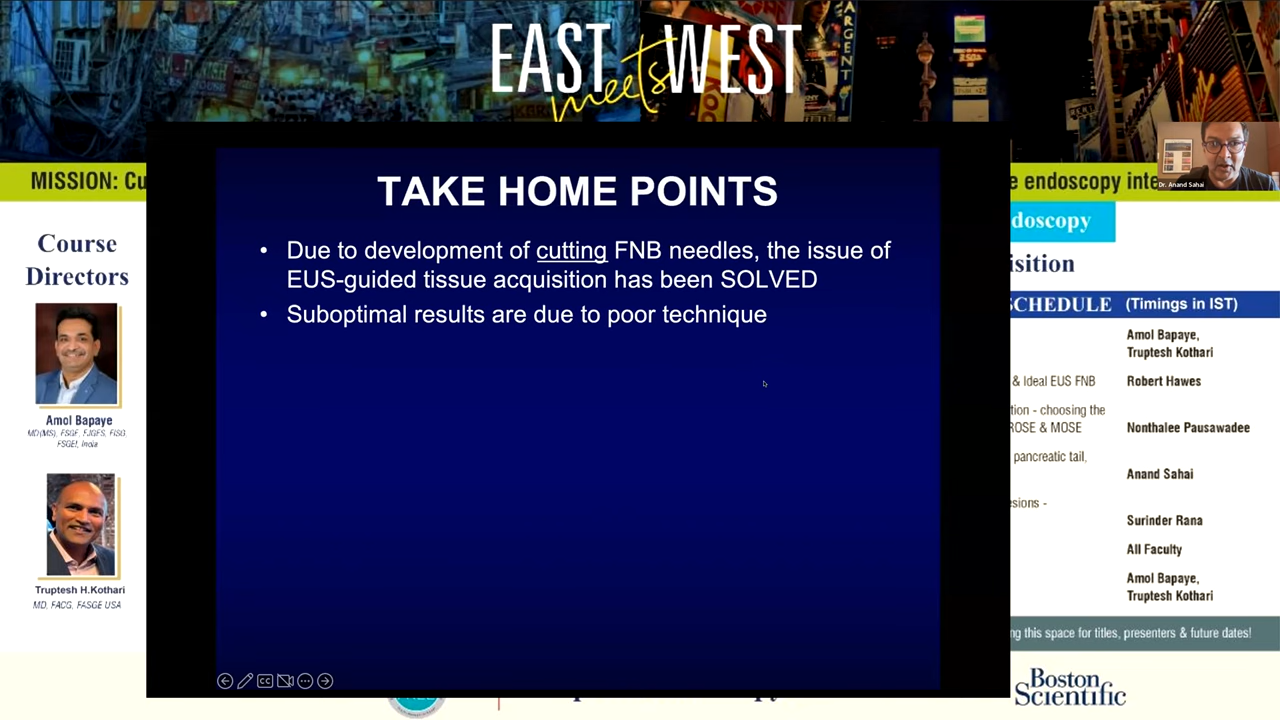 EAST meets WEST
MISSION: Cu
e endoscopy inte
Dr. Anand Sahai
Course
Directors
Amol Bapaye
MD(MS), FSGF, FJGES, FISG,
FSGEI, India
Truptesh H.Kothari
MD, FACG, FASGE USA
TAKE HOME POINTS
• Due to development of cutting FNB needles, the issue of
EUS-guided tissue acquisition has been SOLVED
• Suboptimal results are due to poor technique
doscopy
isition
SCHEDULE (Timings in IST)
Amol Bapaye,
Truptesh Kothari
& Ideal EUS FNB Robert Hawes
tion - choosing the
ROSE & MOSE Nonthalee Pausawadee
pancreatic tail,
Anand Sahai
esions -
Surinder Rana
All Faculty
Amol Bapaye,
Truptesh Kothari
ng this space for titles, presenters & future dates!
Boston
Scientific